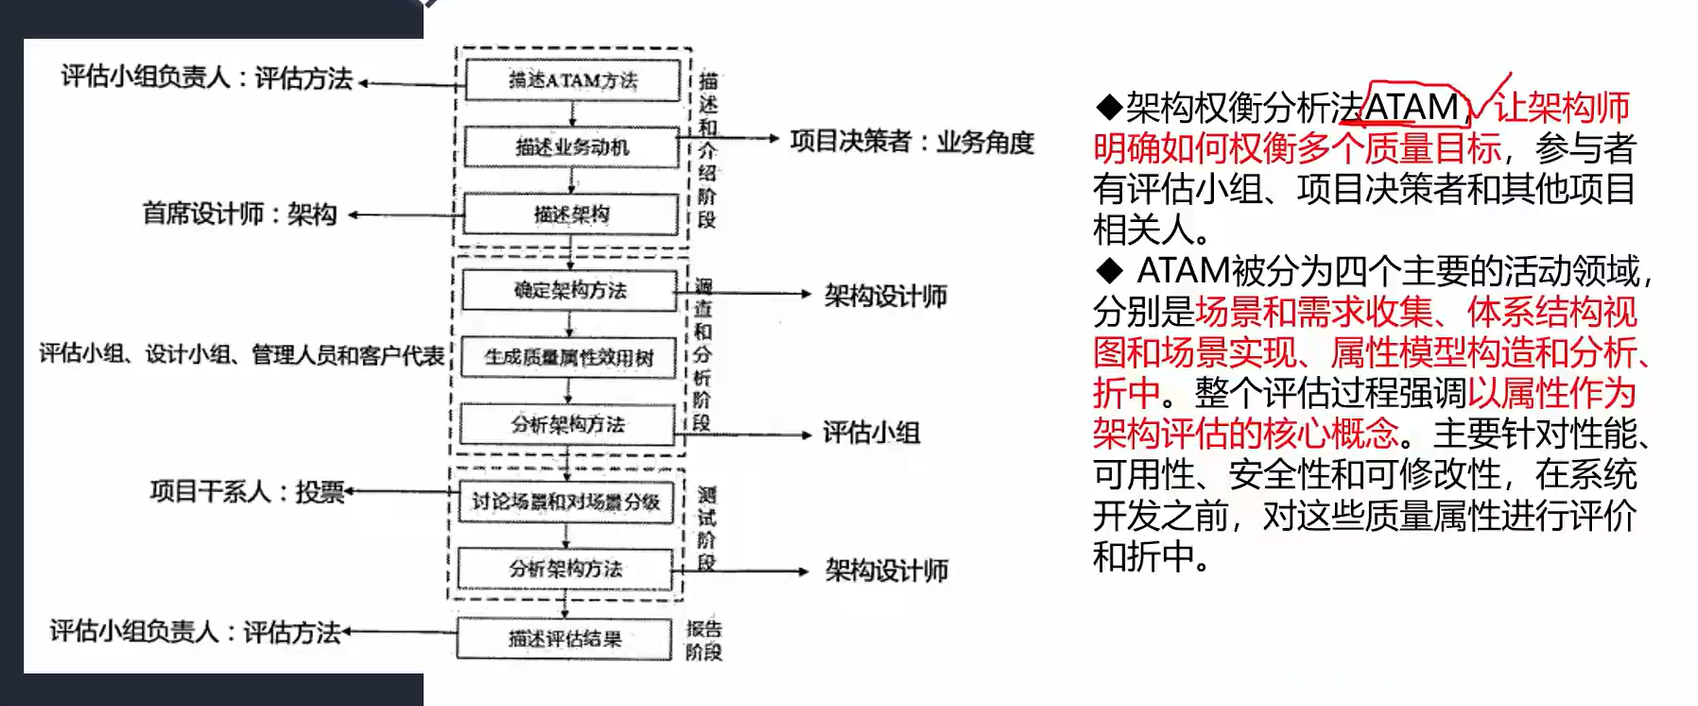 评估小组负责人：评估方法
描述ATAM方法
描述和介绍阶段
描述业务动机
项目决策者：业务角度
首席设计师：架构
描述架构
确定架构方法
调查和分析阶段
架构设计师
评估小组、设计小组、管理人员和客户代表
生成质量属性效用树
分析架构方法
评估小组
项目干系人：投票
讨论场景和对场景分级
测试阶段
分析架构方法
架构设计师
评估小组负责人：评估方法
描述评估结果
报告
阶段
◆架构权衡分析法ATAM，让架构师
明确如何权衡多个质量目标，参与者
有评估小组、项目决策者和其他项目
相关人。
◆ ATAM被分为四个主要的活动领域，
分别是场景和需求收集、体系结构视
图和场景实现、属性模型构造和分析、
折中。整个评估过程强调以属性作为
架构评估的核心概念。主要针对性能、
可用性、安全性和可修改性，在系统
开发之前，对这些质量属性进行评价
和折中。